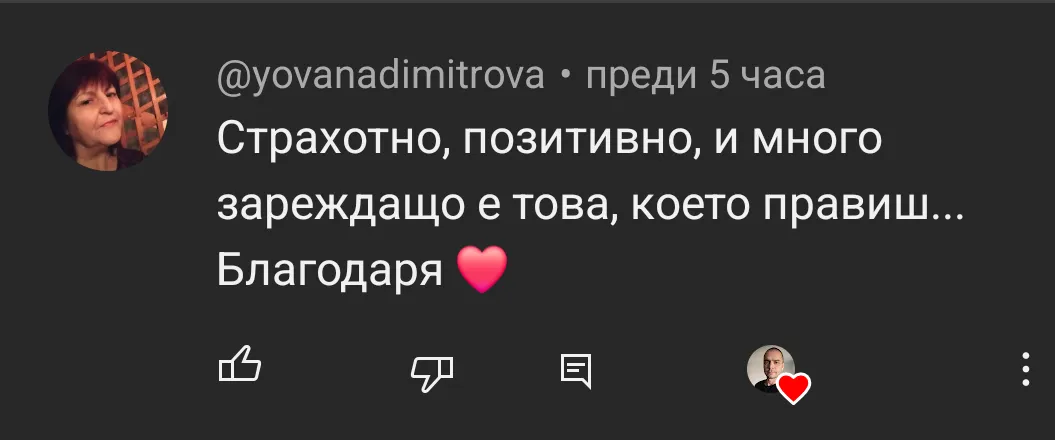 @yovanadimitrova • преди 5 часа
Страхотно, позитивно, и много
зареждащо е това, което правиш...
Благодаря 💗